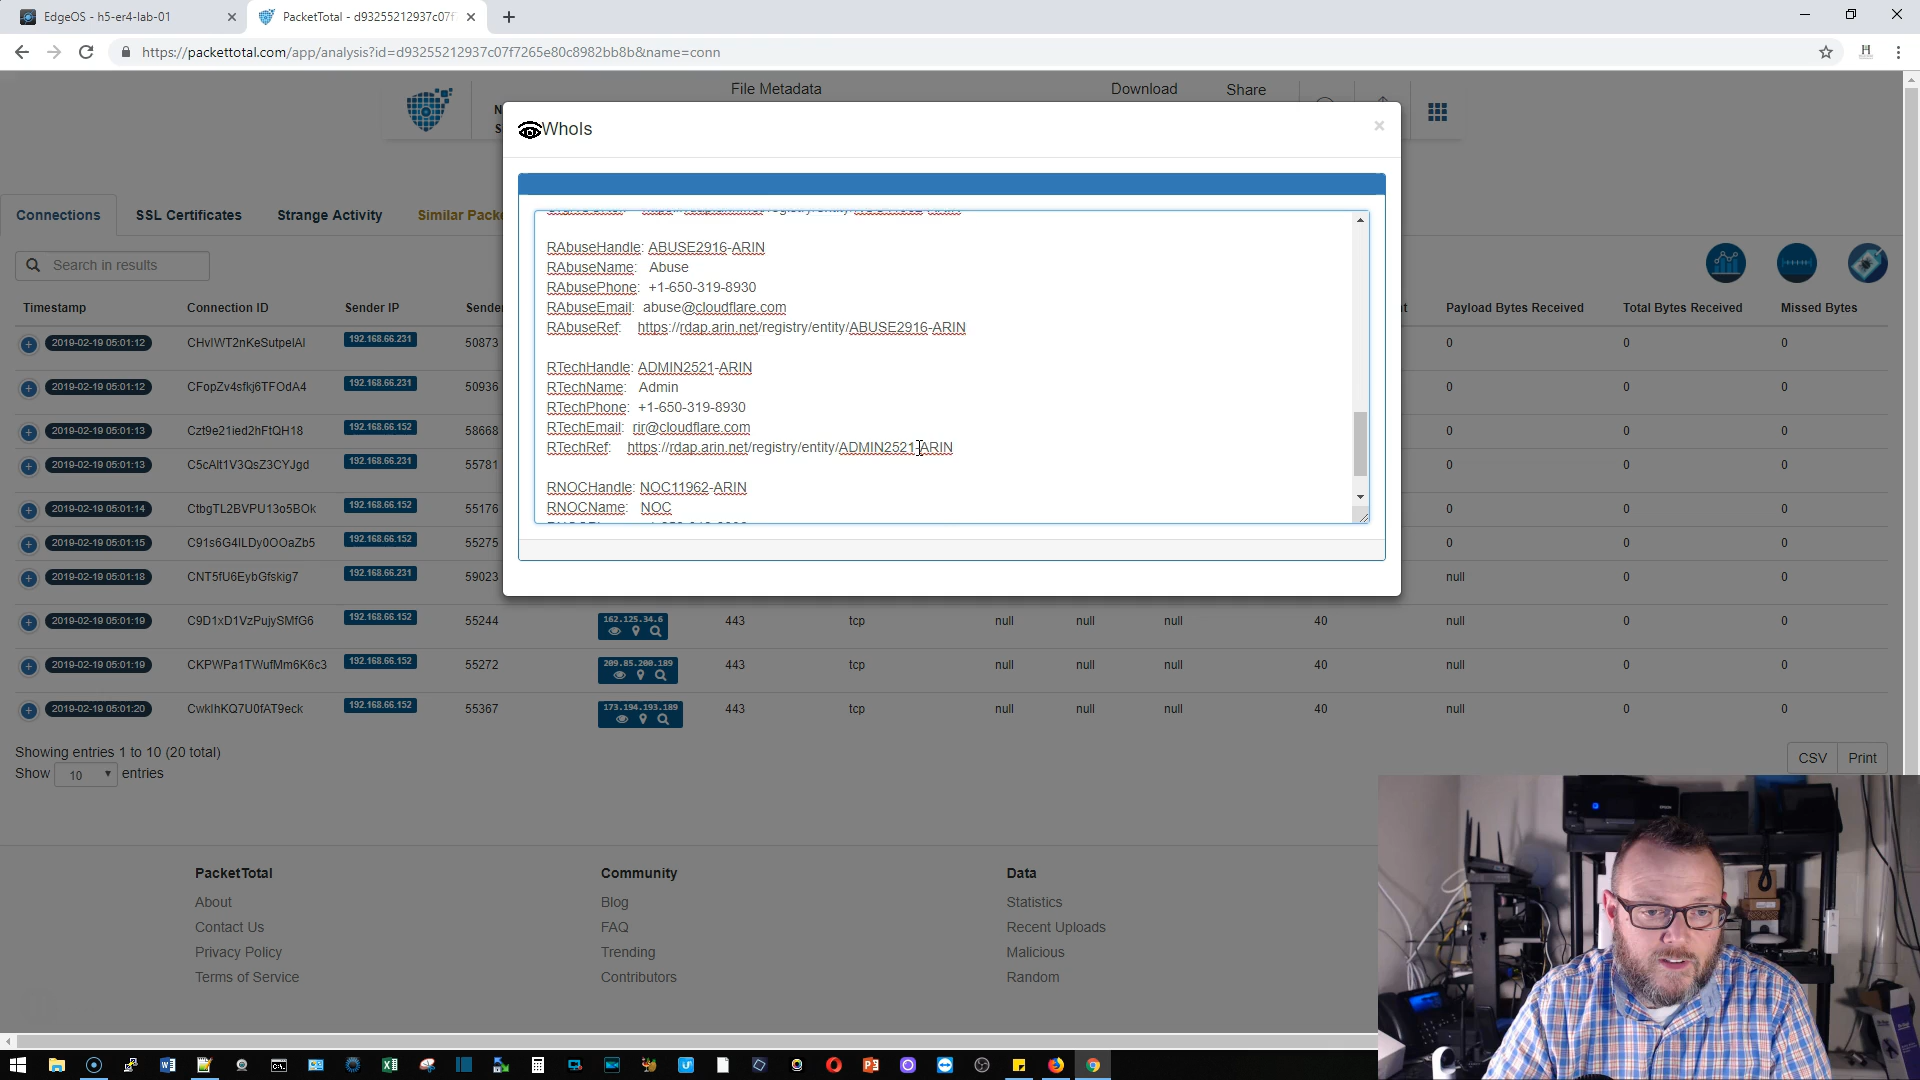 EdgeOS - h5-er4-lab-01
PacketTotal - d93255212937c07f7
https://packettotal.com/app/analysis?id=d93255212937c07f7265e80c8982bb8b&name=conn
File Metadata
Download
Share
WhoIs
Connections
SSL Certificates
Strange Activity
Similar Pack
RAbuseHandle: ABUSE2916-ARIN
RAbuseName: Abuse
RAbusePhone: +1-650-319-8930
RAbuseEmail: abuse@cloudflare.com
RAbuseRef: https://rdap.arin.net/registry/entity/ABUSE2916-ARIN
RTechHandle: ADMIN2521-ARIN
RTechName: Admin
RTechPhone: +1-650-319-8930
RTechEmail: rir@cloudflare.com
RTechRef: https://rdap.arin.net/registry/entity/ADMIN2521-ARIN
RNOCHandle: NOC11962-ARIN
RNOCName: NOC
Search in results
Timestamp Connection ID Sender IP Sende Payload Bytes Received Total Bytes Received Missed Bytes
2019-02-19 05:01:12 CHvIWT2nKeSutpelAl 192.168.66.231 50873 0 0 0
2019-02-19 05:01:12 CFopZv4sfkj6TFOdA4 192.168.66.231 50936 0 0 0
2019-02-19 05:01:13 Czt9e21ied2hFtQH18 192.168.66.152 58668 0 0 0
2019-02-19 05:01:13 C5cAlt1V3QsZ3CYJgd 192.168.66.231 55781 0 0 0
2019-02-19 05:01:14 CtbgTL2BVPU13o5BOk 192.168.66.152 55176 0 0 0
2019-02-19 05:01:15 C91s6G4ILDy0OOaZb5 192.168.66.152 55275 0 0 0
2019-02-19 05:01:18 CNT5fU6EybGfskig7 192.168.66.231 59023 null 0 0
2019-02-19 05:01:19 C9D1xD1VzPujySMfG6 192.168.66.152 55244 162.125.34.6 443 tcp null null null 40 null 0 0
2019-02-19 05:01:19 CKPWPa1TWufMm6K6c3 192.168.66.152 55272 209.85.200.189 443 tcp null null null 40 null 0 0
2019-02-19 05:01:20 CwkIhKQ7U0fAT9eck 192.168.66.152 55367 173.194.193.189 443 tcp null null null 40 null 0 0
Showing entries 1 to 10 (20 total)
Show 10 entries
CSV Print
PacketTotal
About
Contact Us
Privacy Policy
Terms of Service
Community
Blog
FAQ
Trending
Contributors
Data
Statistics
Recent Uploads
Malicious
Random